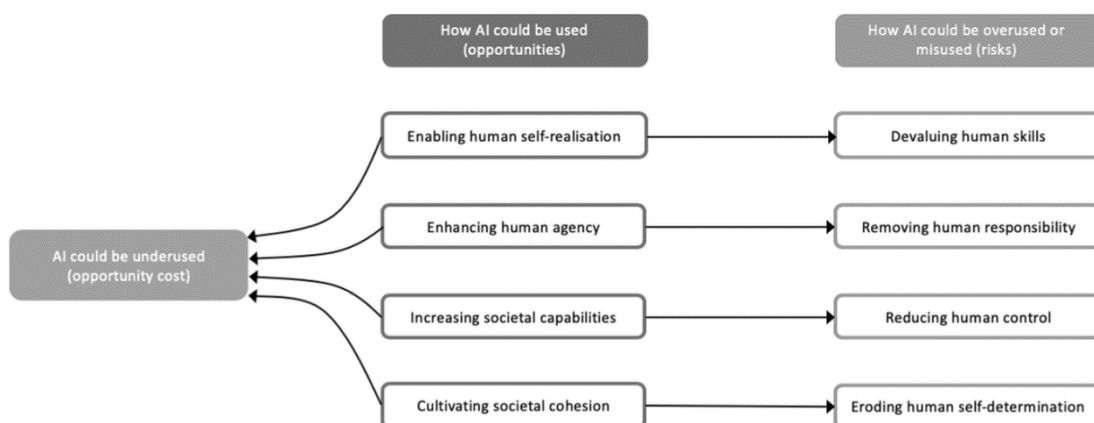 How AI could be used
(opportunities)
How AI could be overused or
misused (risks)
Enabling human self-realisation
Devaluing human skills
Enhancing human agency
Removing human responsibility
AI could be underused
(opportunity cost)
Increasing societal capabilities
Reducing human control
Cultivating societal cohesion
Eroding human self-determination